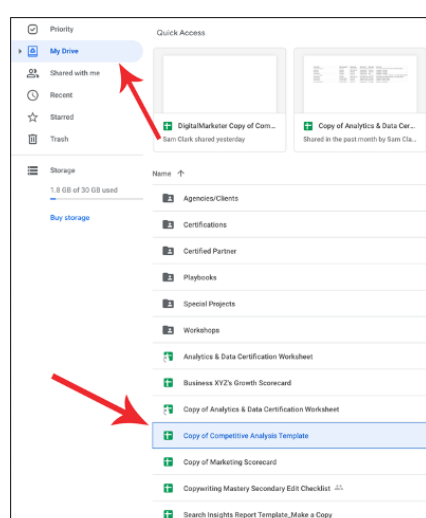 Priority
My Drive
Shared with me
Recent
Starred
Trash
Storage
1.8 GB of 30 GB used
Buy storage
Quick Access
DigitalMarketer Copy of Com...
Sam Clark shared yesterday
Copy of Analytics & Data Cer...
Shared in the past month by Sam Cla...
Name
Agencies/Clients
Certifications
Certified Partner
Playbooks
Special Projects
Workshops
Analytics & Data Certification Worksheet
Business XYZ's Growth Scorecard
Copy of Analytics & Data Certification Worksheet
Copy of Competitive Analysis Template
Copy of Marketing Scorecard
Copywriting Mastery Secondary Edit Checklist
Search Insights Report Template_Make a Copy